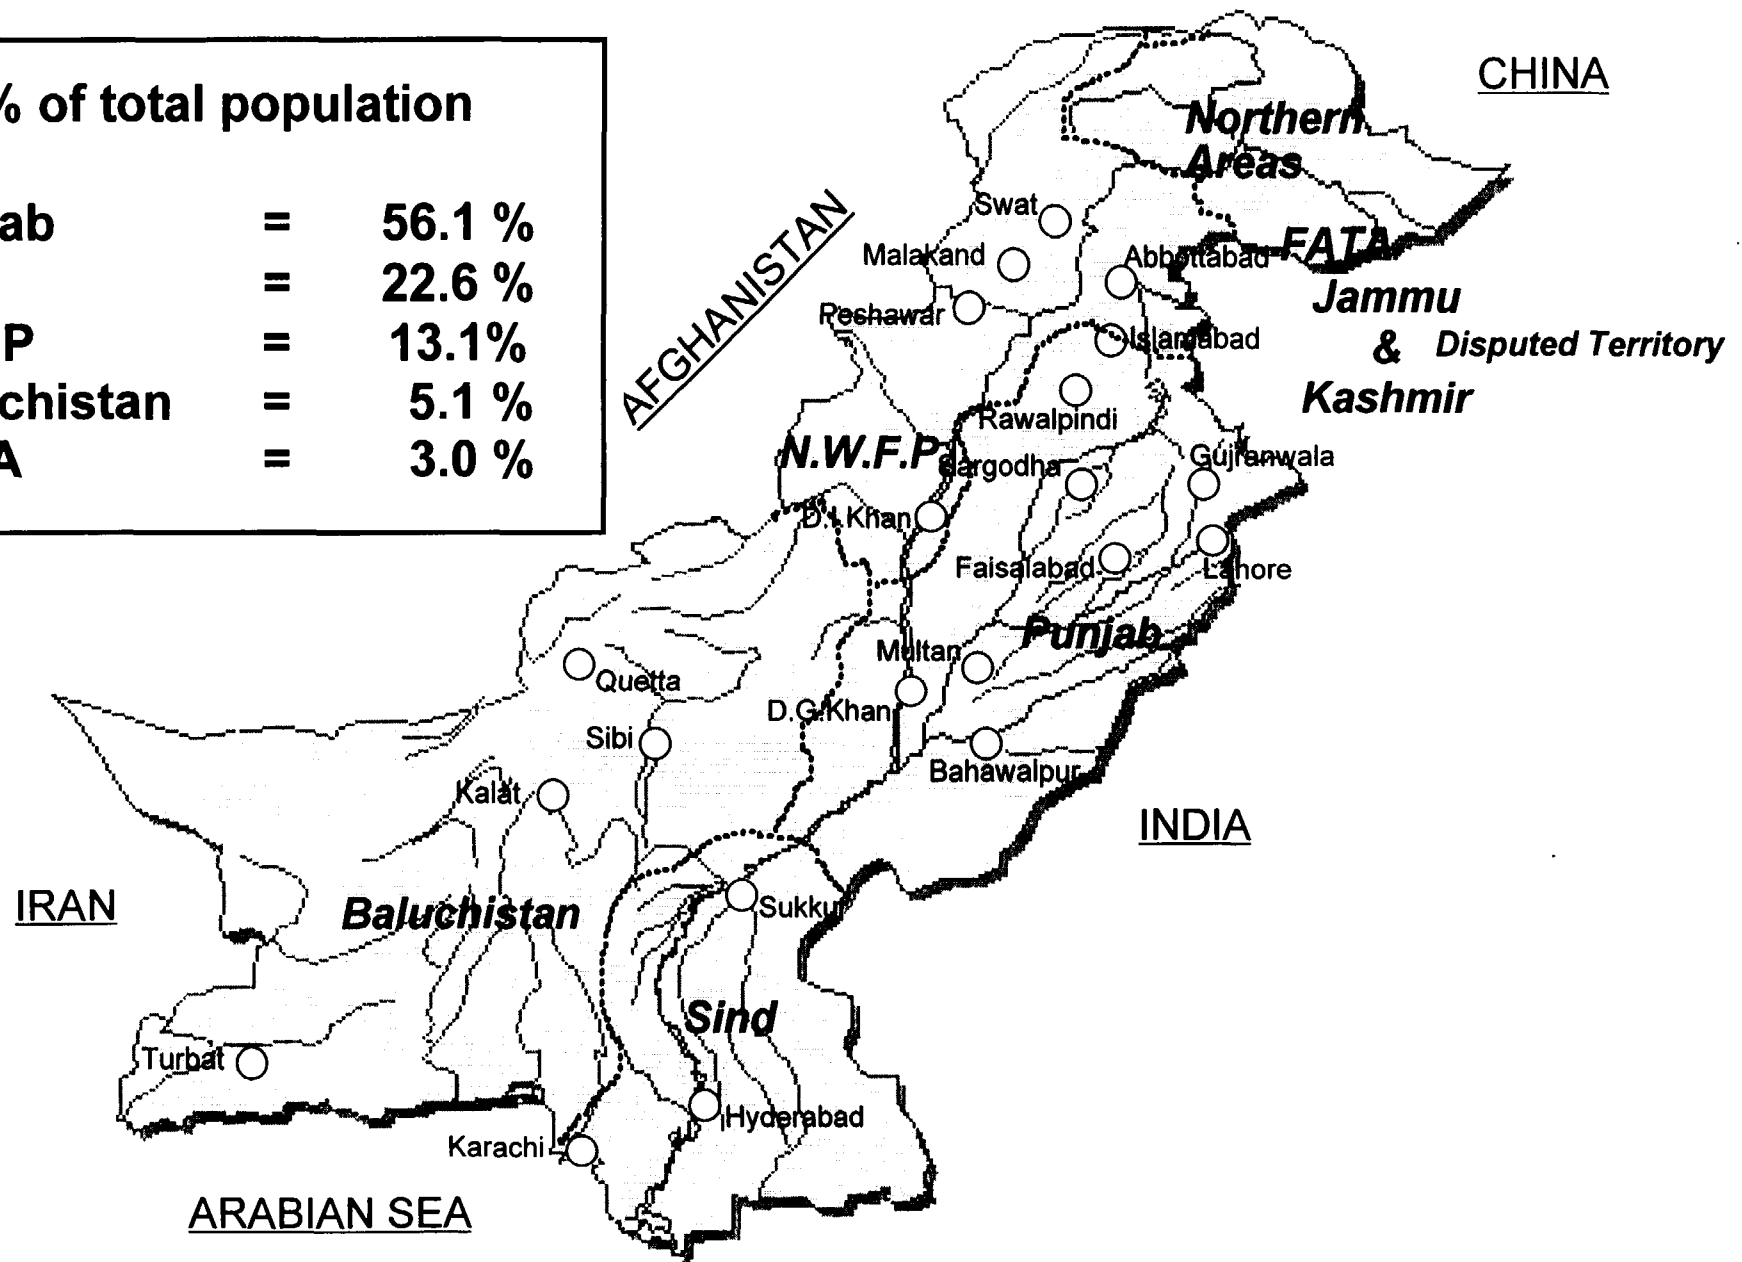 % of total population
ab = 56.1 %
= 22.6 %
P = 13.1%
chistan = 5.1 %
A = 3.0 %
CHINA
Northern
Areas
Swat
AFGHANISTAN
Malakand
Abbottabad
FATA
Peshawar
Jammu
Islamabad
& Disputed Territory
Kashmir
Rawalpindi
N.W.F.P
Sargodha
Gujranwala
D.I.Khan
Faisalabad
Lahore
Punjab
Multan
Quetta
D.G.Khan
Sibi
Bahawalpur
Kalat
INDIA
IRAN
Baluchistan
Sukkur
Sind
Turbat
Hyderabad
Karachi
ARABIAN SEA